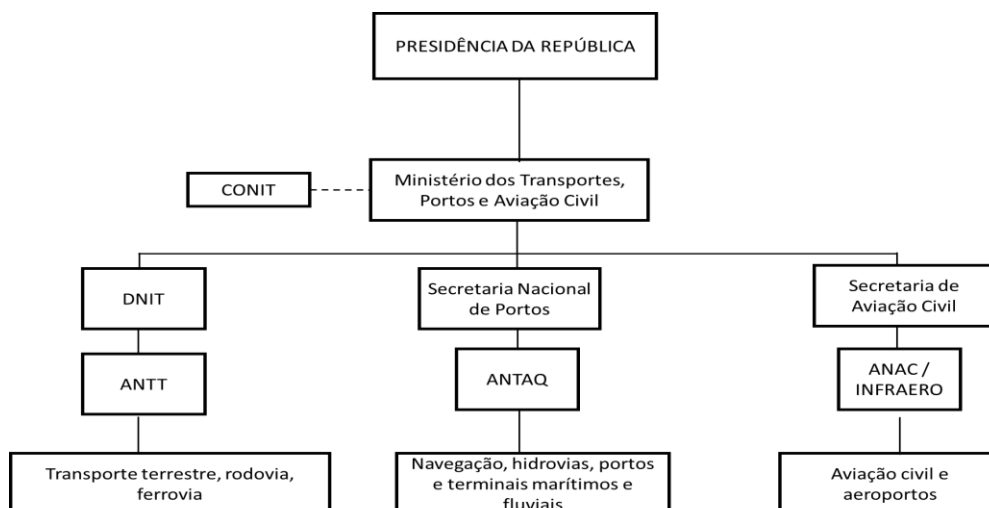 PRESIDÊNCIA DA REPÚBLICA
CONIT
Ministério dos Transportes,
Portos e Aviação Civil
DNIT
Secretaria Nacional
de Portos
Secretaria de
Aviação Civil
ANTT
ANTAQ
ANAC /
INFRAERO
Transporte terrestre, rodovia,
ferrovia
Navegação, hidrovias, portos
e terminais marítimos e
fluviais
Aviação civil e
aeroportos